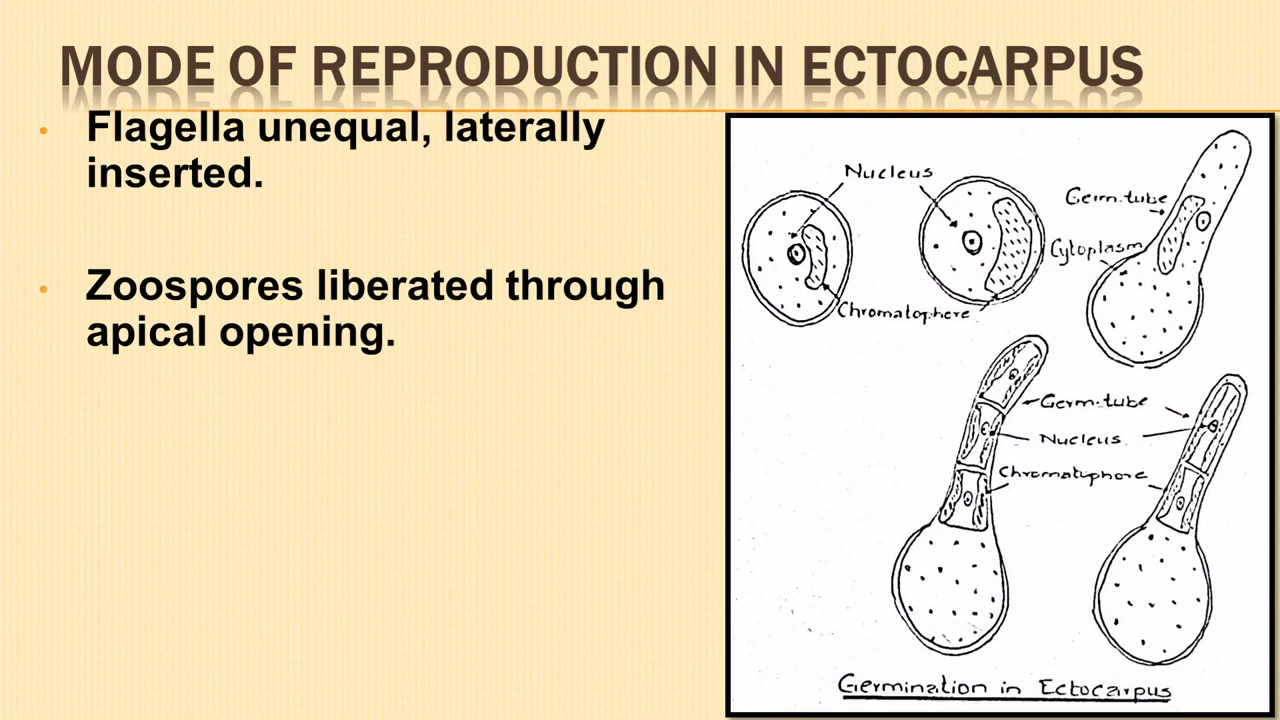 MODE OF REPRODUCTION IN ECTOCARPUS
• Flagella unequal, laterally
inserted.
• Zoospores liberated through
apical opening.
Nucleus
Germ-tube
Cytoplasm
Chromatophere
Germ-tube
Nucleus
Chromatophore
Germination in Ectocarpus